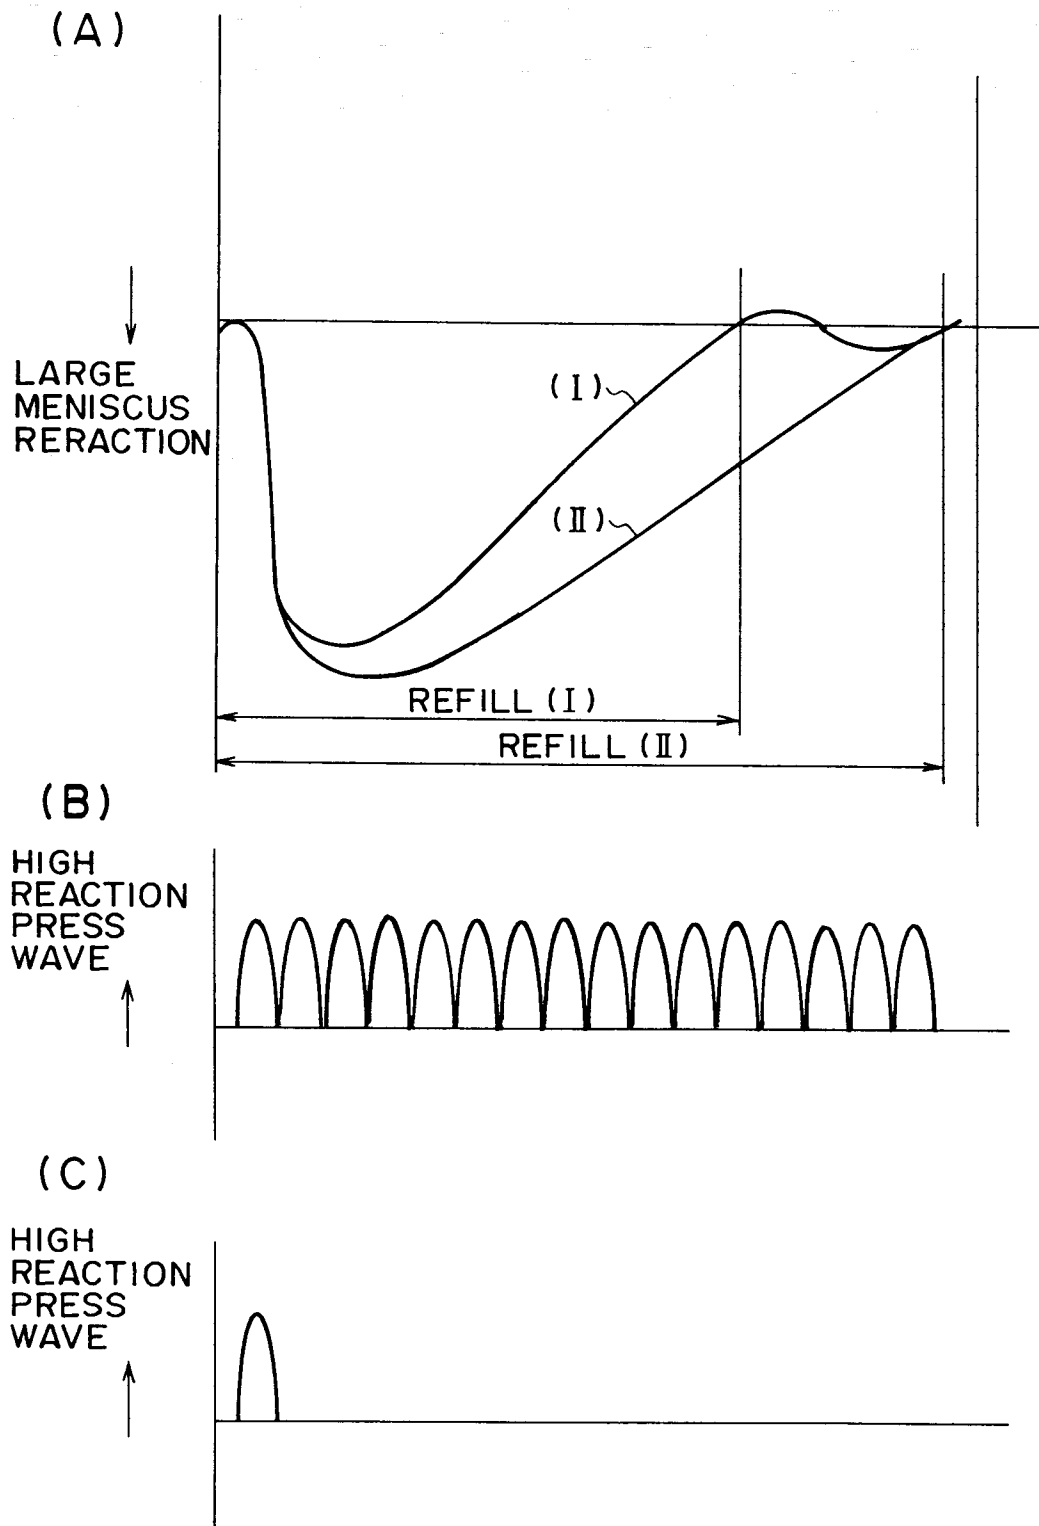 (A)
LARGE
MENISCUS
RERACTION
(I)
(II)
REFILL (I)
REFILL (II)
(B)
HIGH
REACTION
PRESS
WAVE
(C)
HIGH
REACTION
PRESS
WAVE